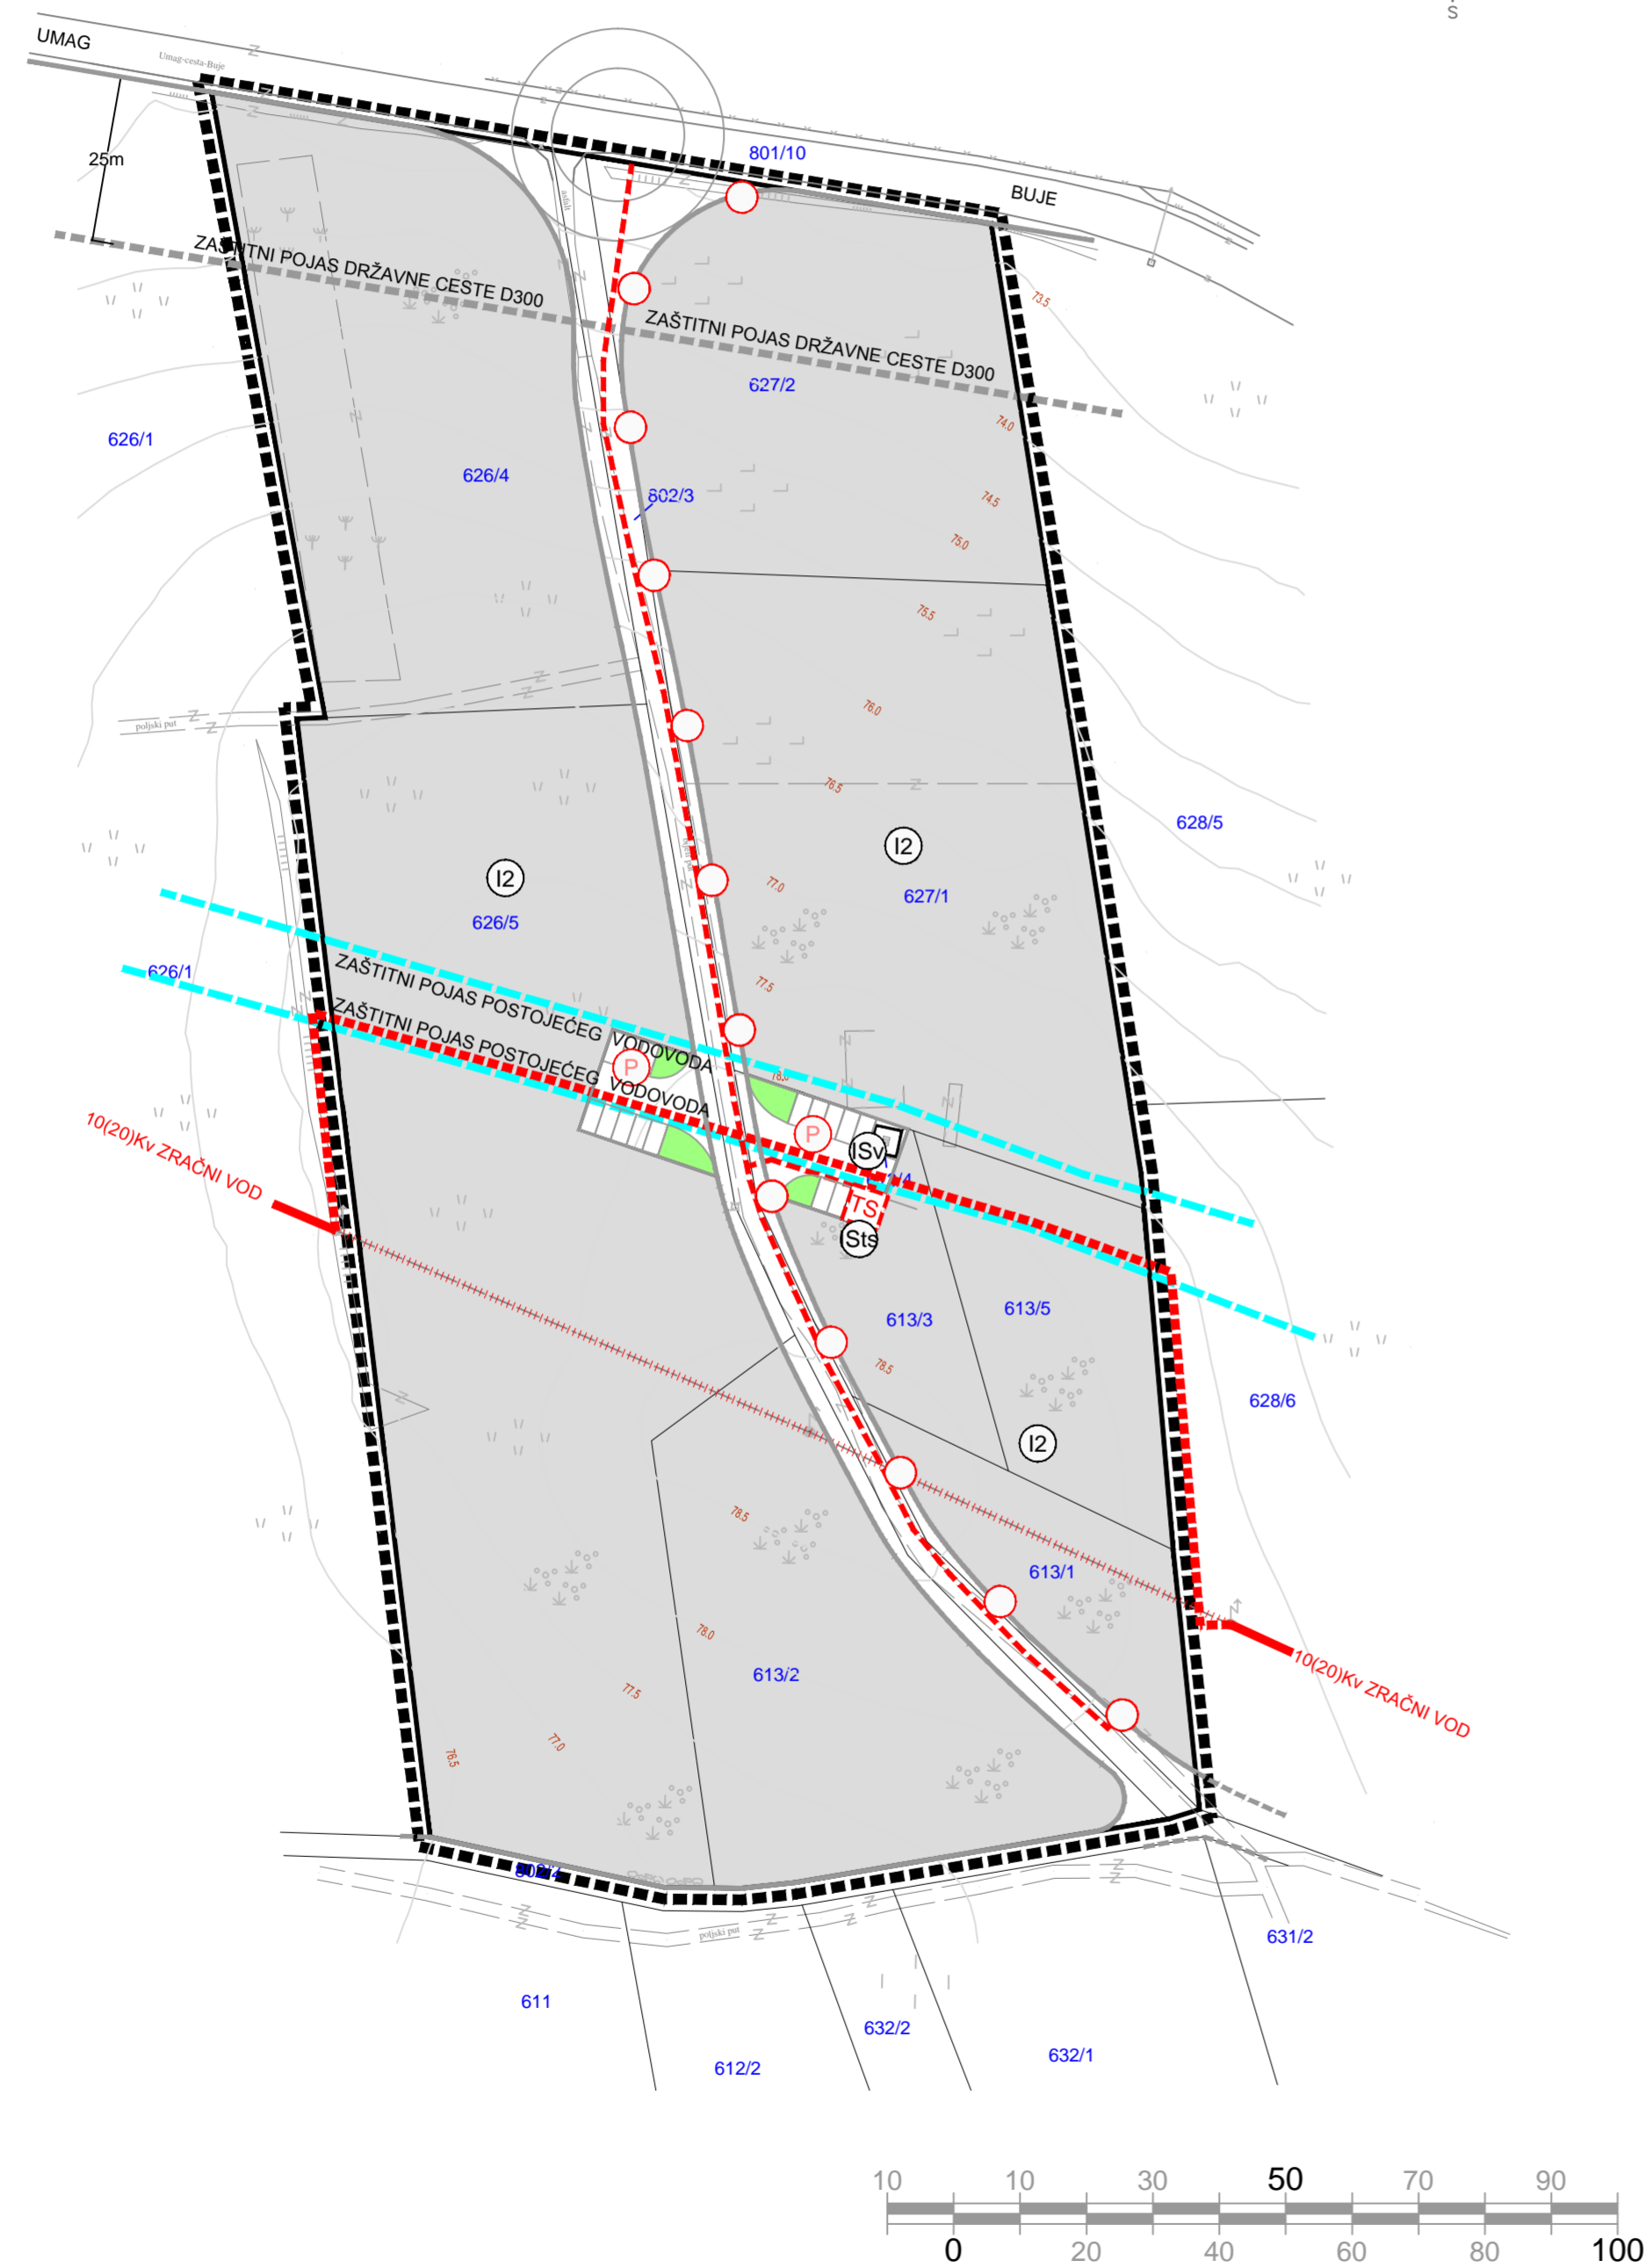 S
UMAG
Umag-cesta-Buje
801/10
BUJE
25m
asfalt
ZAŠTITNI POJAS DRŽAVNE CESTE D300
73.5
ZAŠTITNI POJAS DRŽAVNE CESTE D300
627/2
74.0
626/1
626/4
802/3
74.5
75.0
75.5
76.0
poljski put
76.5
628/5
I2
I2
77.0
627/1
626/5
626/1
77.5
ZAŠTITNI POJAS POSTOJEĆEG VODOVODA
ZAŠTITNI POJAS POSTOJEĆEG VODOVODA
P
78.0
10(20)Kv ZRAČNI VOD
P
ISv
TS
Sts
613/3
613/5
78.5
628/6
I2
78.5
613/1
78.0
613/2
77.5
77.0
76.5
10(20)Kv ZRAČNI VOD
802/2
poljski put
631/2
611
632/2
632/1
612/2
10 10 30 50 70 90
0 20 40 60 80 100